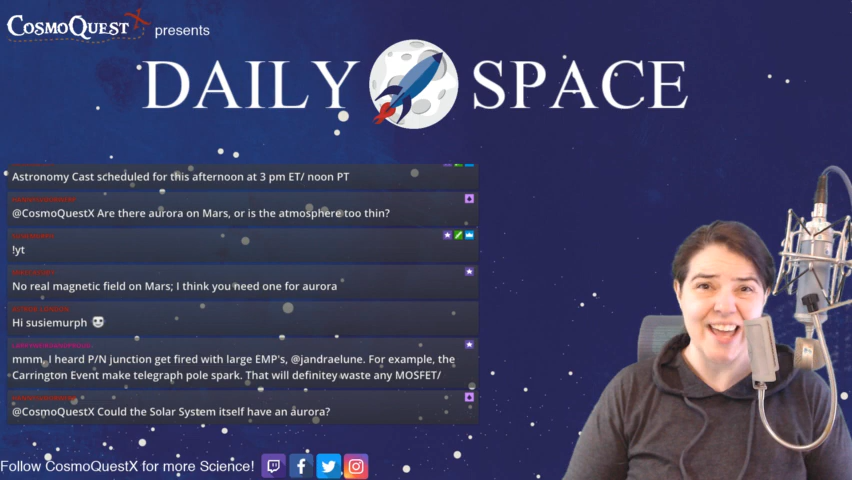 COSMOQUEST X presents
DAILY SPACE
Astronomy Cast scheduled for this afternoon at 3 pm ET/ noon PT
@CosmoQuestX Are there aurora on Mars, or is the atmosphere too thin?
!yt
No real magnetic field on Mars; I think you need one for aurora
Hi susiemurph
mmm, I heard P/N junction get fired with large EMP's, @jandraelune. For example, the
Carrington Event make telegraph pole spark. That will definitey waste any MOSFET/
@CosmoQuestX Could the Solar System itself have an aurora?
Follow CosmoQuestX for more Science!